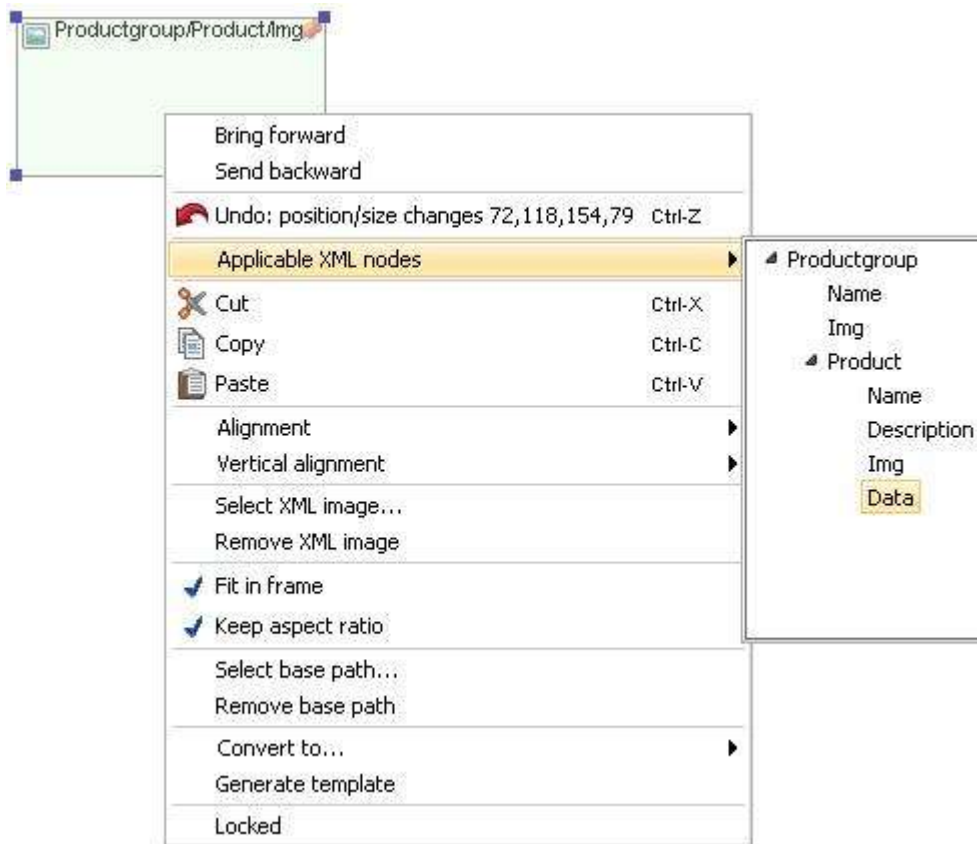 Productgroup/Product/Img
Bring forward
Send backward
Undo: position/size changes 72,118,154,79 Ctrl-Z
Applicable XML nodes
Cut Ctrl-X
Copy Ctrl-C
Paste Ctrl-V
Alignment
Vertical alignment
Select XML image...
Remove XML image
Fit in frame
Keep aspect ratio
Select base path...
Remove base path
Convert to...
Generate template
Locked
Productgroup
Name
Img
Product
Name
Description
Img
Data